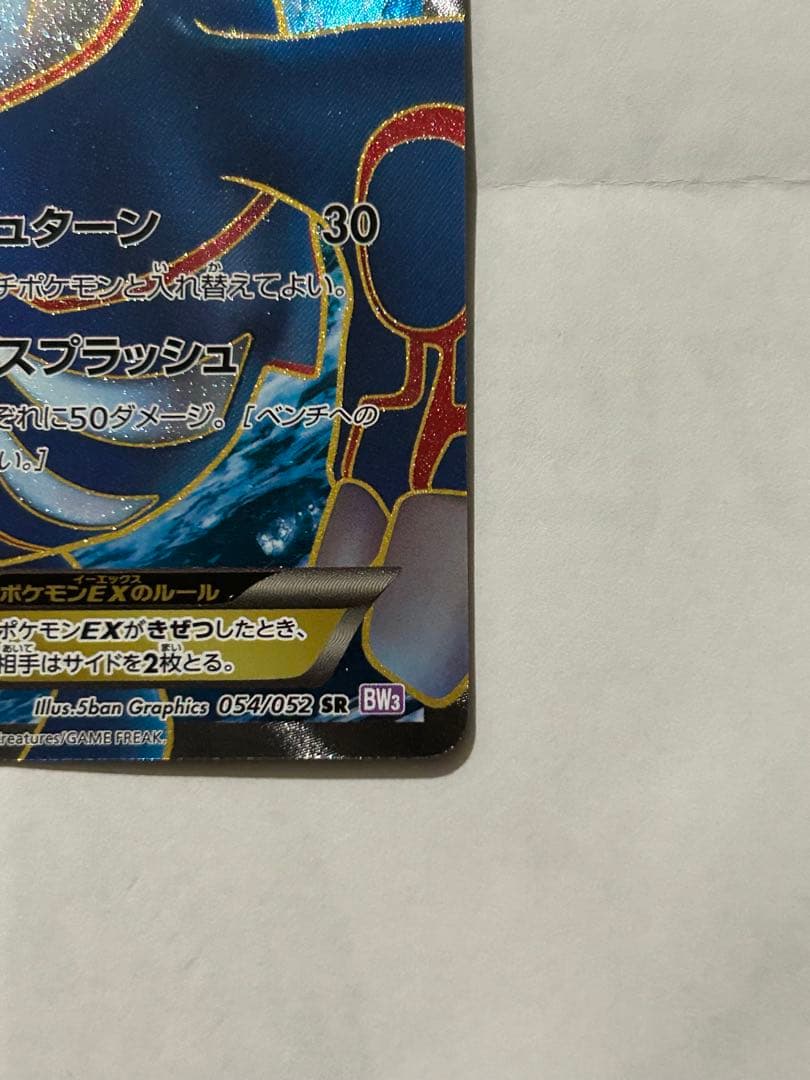 ュターン 30
チポケモンと入れ替えてよい。
スプラッシュ
ぞれに50ダメージ。[ベンチへの
い。]
ポケモンEXのルール
ポケモンEXがきぜつしたとき、
相手はサイドを2枚とる。
Illus.5ban Graphics 054/052 SR BW3
reatures/GAME FREAK.